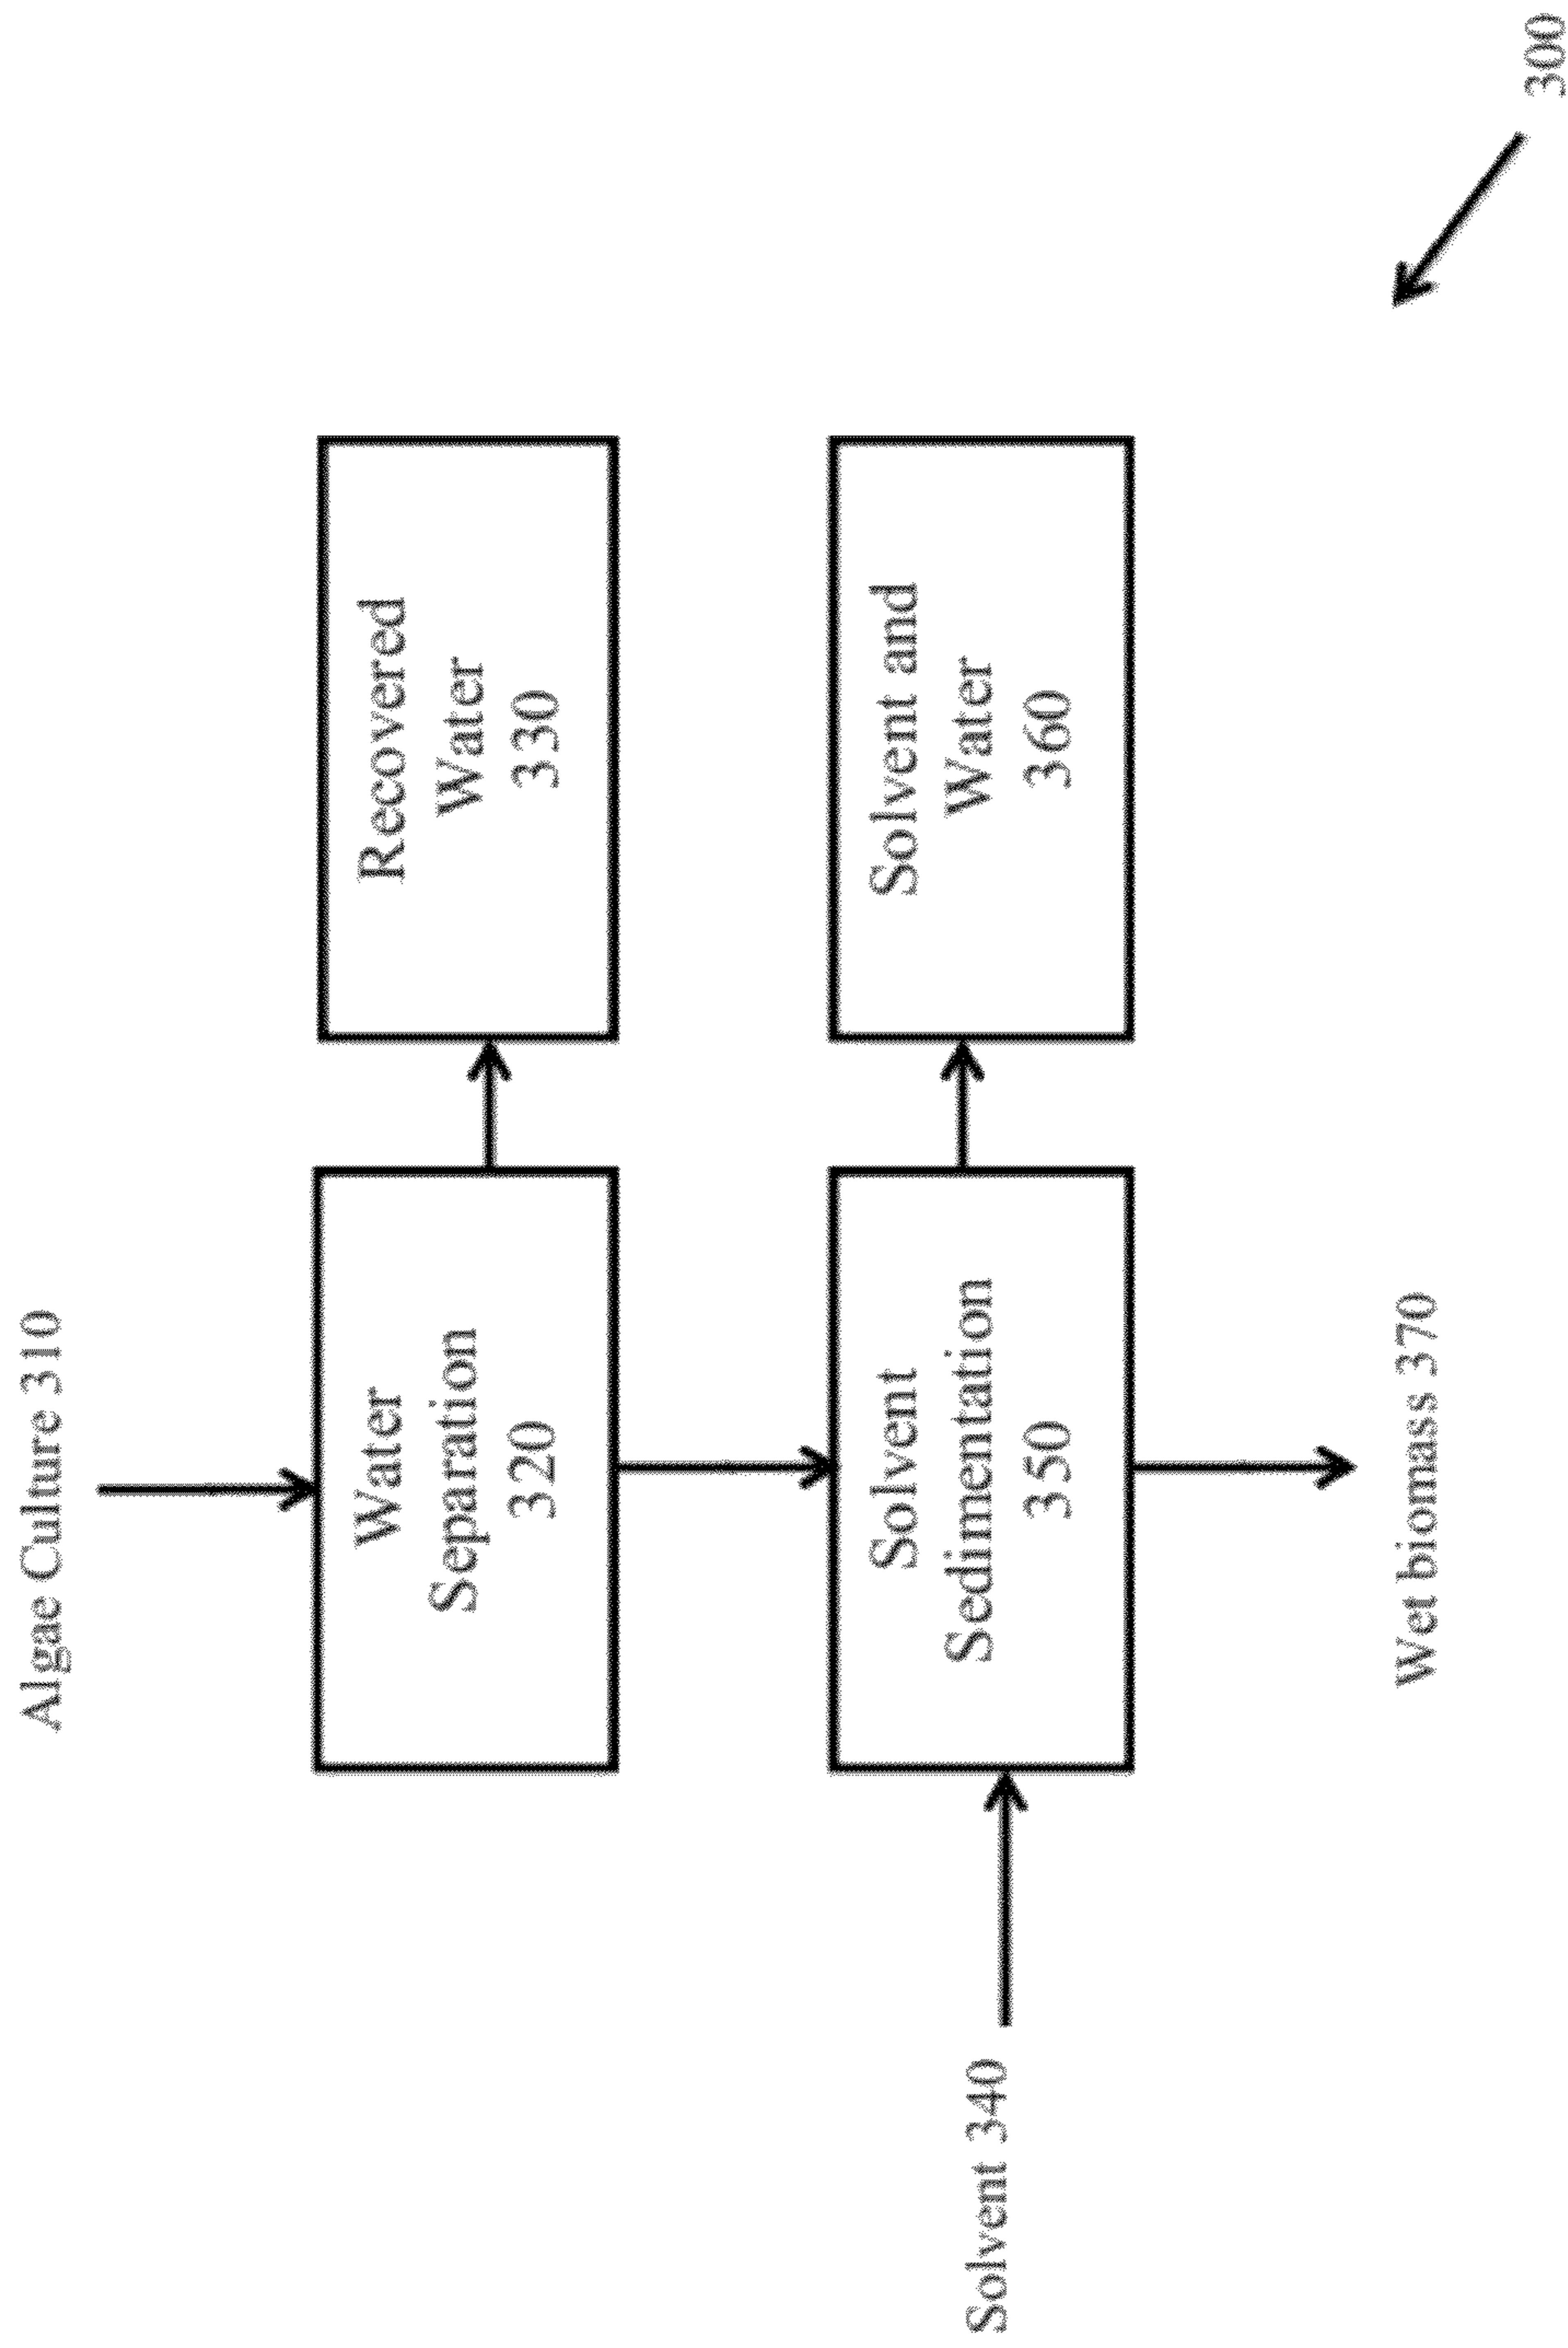 Algae Culture 310
Water
Separation
320
Recovered
Water
330
Solvent 340
Solvent
Sedimentation
350
Solvent and
Water
360
Wet biomass 370
300